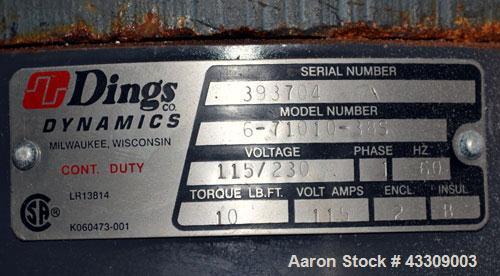 Dings CO.
DYNAMICS
MILWAUKEE, WISCONSIN
CONT. DUTY
LR13814
SA
K060473-001
SERIAL NUMBER
393704
MODEL NUMBER
VOLTAGE PHASE HZ
115/230 1 60
TORQUE LB.FT. VOLT AMPS ENCL. INSUL
10 115 2 B
Aaron Stock # 43309003